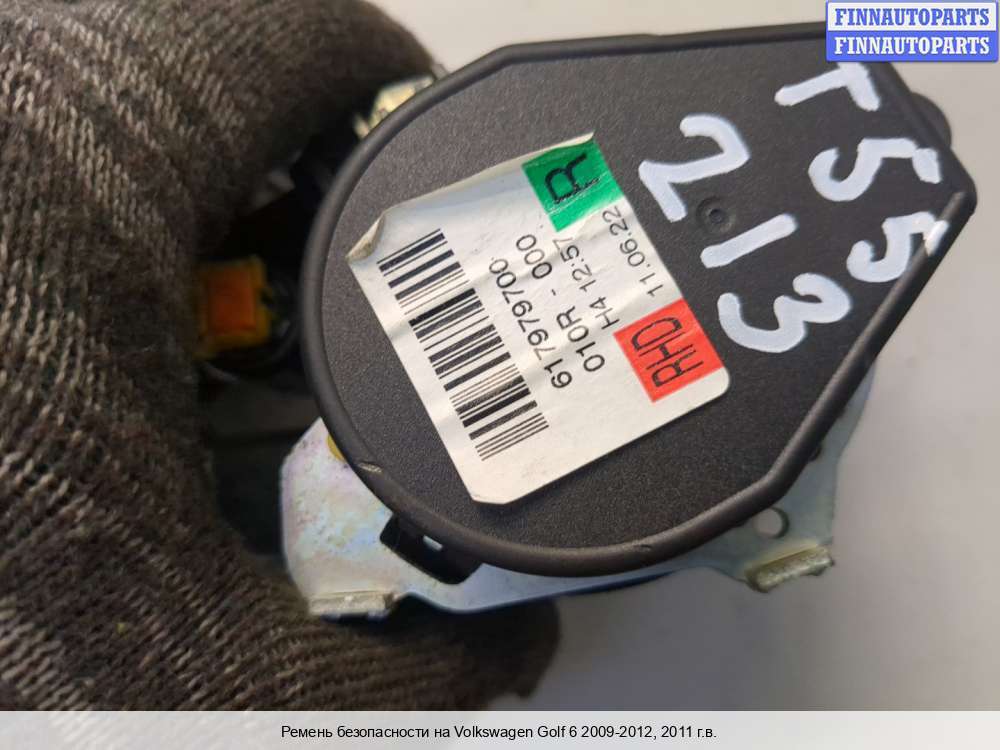 FINNAUTOPARTS
FINNAUTOPARTS
T55
213
R
RHD
617979700
010R - 000
H4 12:57
11.06.22
Ремень безопасности на Volkswagen Golf 6 2009-2012, 2011 г.в.